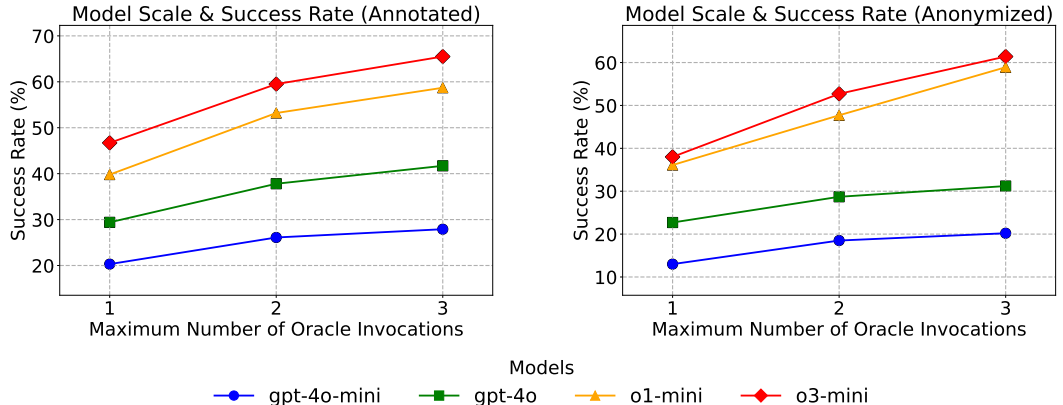 Model Scale & Success Rate (Annotated)
Success Rate (%)
70
60
50
40
30
20
1 2 3
Maximum Number of Oracle Invocations
Model Scale & Success Rate (Anonymized)
Success Rate (%)
60
50
40
30
20
10
1 2 3
Maximum Number of Oracle Invocations
Models
gpt-4o-mini gpt-4o o1-mini o3-mini